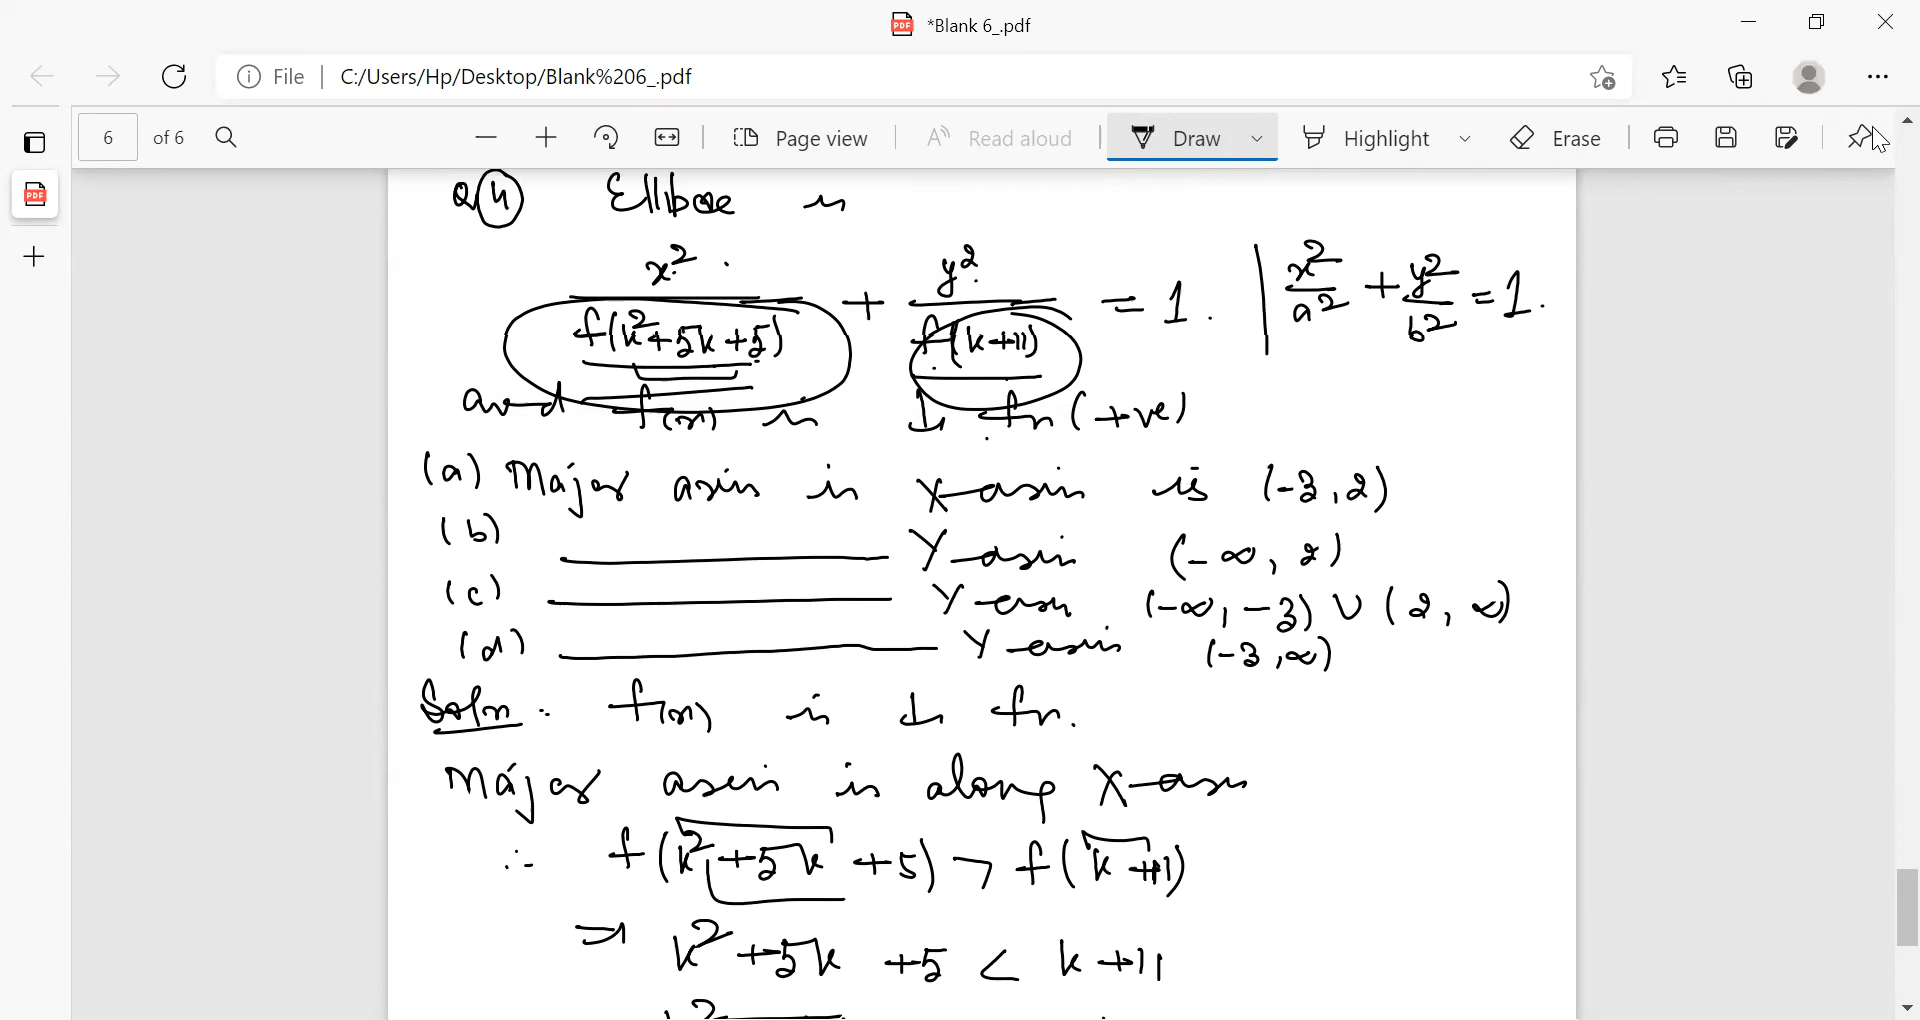 *Blank 6_.pdf
File | C:/Users/Hp/Desktop/Blank%206_.pdf
6 of 6 Page view Read aloud Draw Highlight Erase
Q(4) Ellipse is
x²/f(k²+5k+5) + y²/f(k+11) = 1. | x²/a² + y²/b² = 1.
and f(x) is ↓ fn (+ve)
(a) Major axis is X-axis is (-3, 2)
(b) ______ Y-axis (-∞, 2)
(c) ______ Y-axis (-∞, -3) ∪ (2, ∞)
(d) ______ Y-axis (-3, ∞)
Soln: f(x) is ↓ fn.
Major axis is along X-axis
∴ f(k²+5k+5) > f(k+11)
⇒ k²+5k+5 < k+11